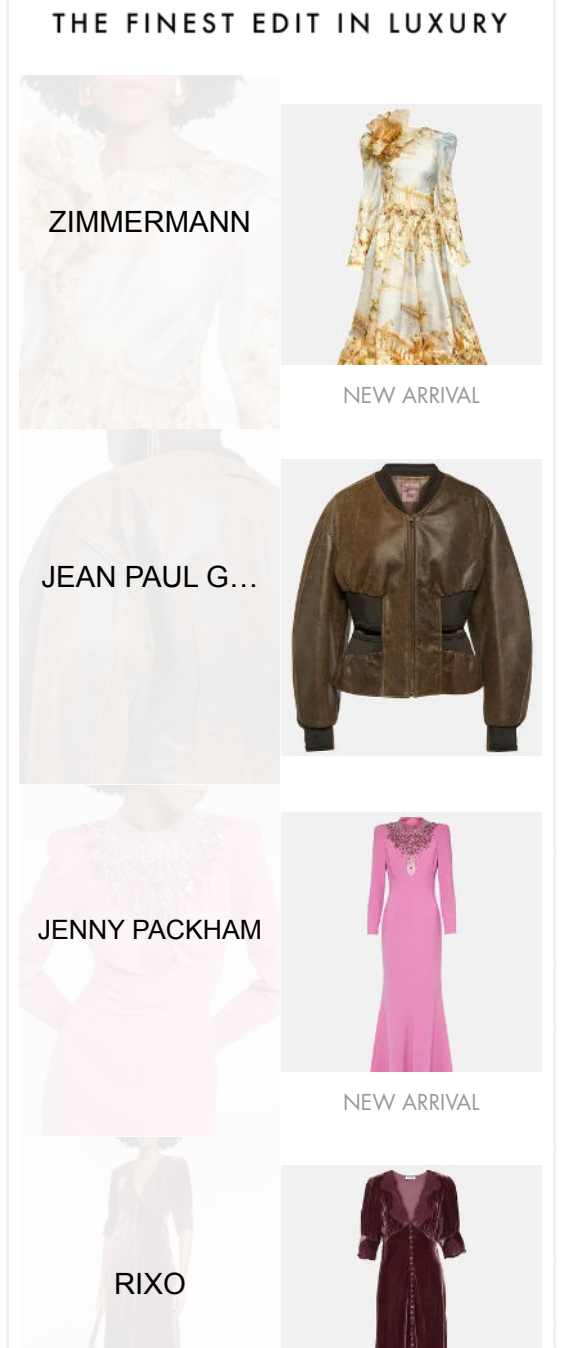 THE FINEST EDIT IN LUXURY
ZIMMERMANN
NEW ARRIVAL
JEAN PAUL G…
JENNY PACKHAM
NEW ARRIVAL
RIXO